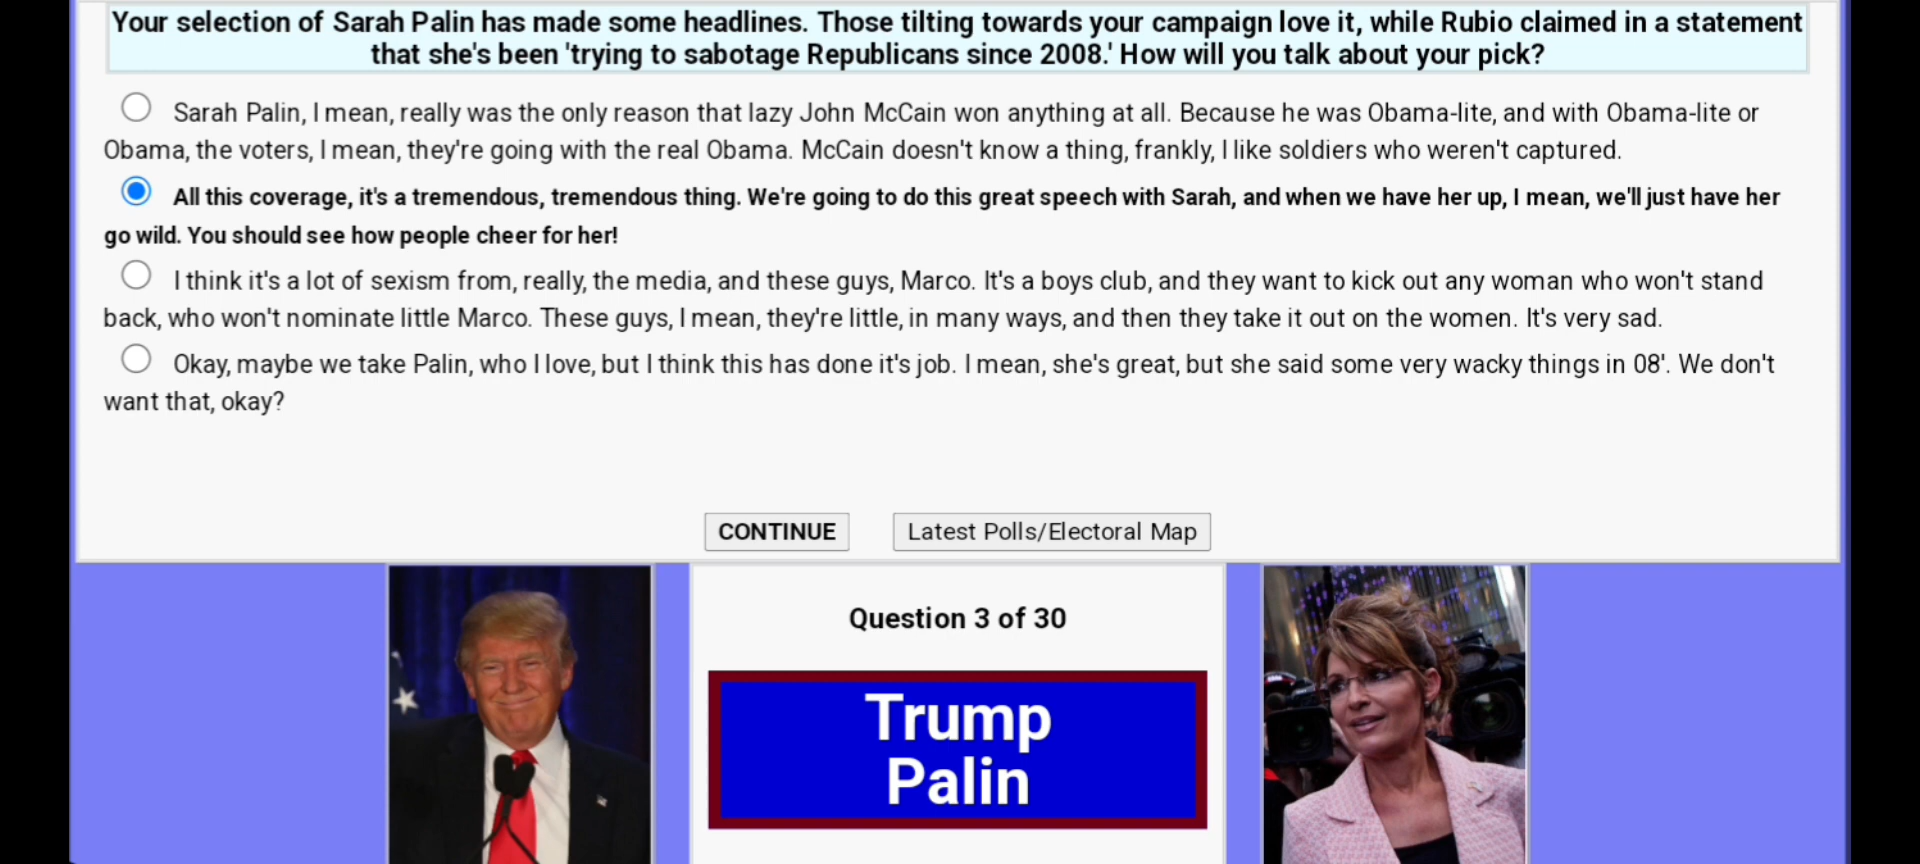 Your selection of Sarah Palin has made some headlines. Those tilting towards your campaign love it, while Rubio claimed in a statement
that she's been 'trying to sabotage Republicans since 2008.' How will you talk about your pick?
Sarah Palin, I mean, really was the only reason that lazy John McCain won anything at all. Because he was Obama-lite, and with Obama-lite or
Obama, the voters, I mean, they're going with the real Obama. McCain doesn't know a thing, frankly, I like soldiers who weren't captured.
All this coverage, it's a tremendous, tremendous thing. We're going to do this great speech with Sarah, and when we have her up, I mean, we'll just have her
go wild. You should see how people cheer for her!
I think it's a lot of sexism from, really, the media, and these guys, Marco. It's a boys club, and they want to kick out any woman who won't stand
back, who won't nominate little Marco. These guys, I mean, they're little, in many ways, and then they take it out on the women. It's very sad.
Okay, maybe we take Palin, who I love, but I think this has done it's job. I mean, she's great, but she said some very wacky things in 08'. We don't
want that, okay?
CONTINUE
Latest Polls/Electoral Map
Question 3 of 30
Trump
Palin